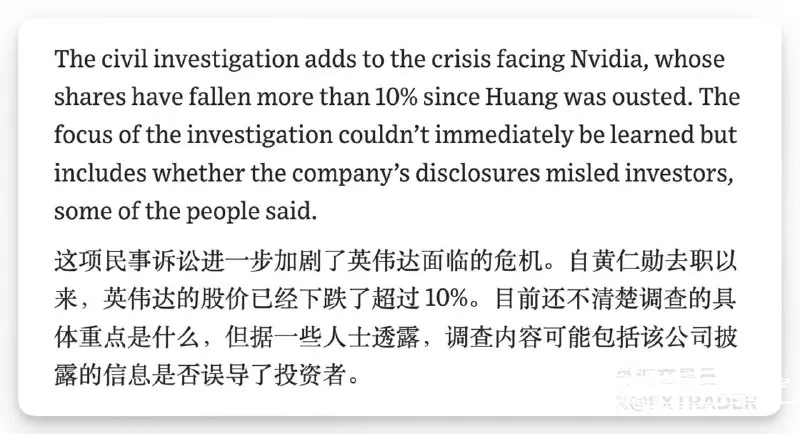 The civil investigation adds to the crisis facing Nvidia, whose
shares have fallen more than 10% since Huang was ousted. The
focus of the investigation couldn’t immediately be learned but
includes whether the company’s disclosures misled investors,
some of the people said.
这项民事诉讼进一步加剧了英伟达面临的危机。自黄仁勋去职以
来，英伟达的股价已经下跌了超过10%。目前还不清楚调查的具
体重点是什么，但据一些人士透露，调查内容可能包括该公司披
露的信息是否误导了投资者。